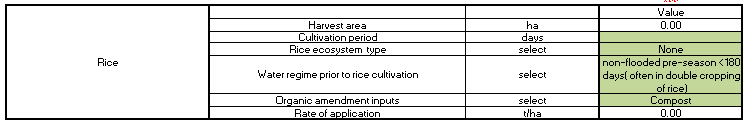 Value
Harvest area ha 0.00
Cultivation period days
Rice ecosystem type select None
Rice
Water regime prior to rice cultivation select non-flooded pre-season <180
days( often in double cropping
of rice)
Organic amendment inputs select Compost
Rate of application t/ha 0.00